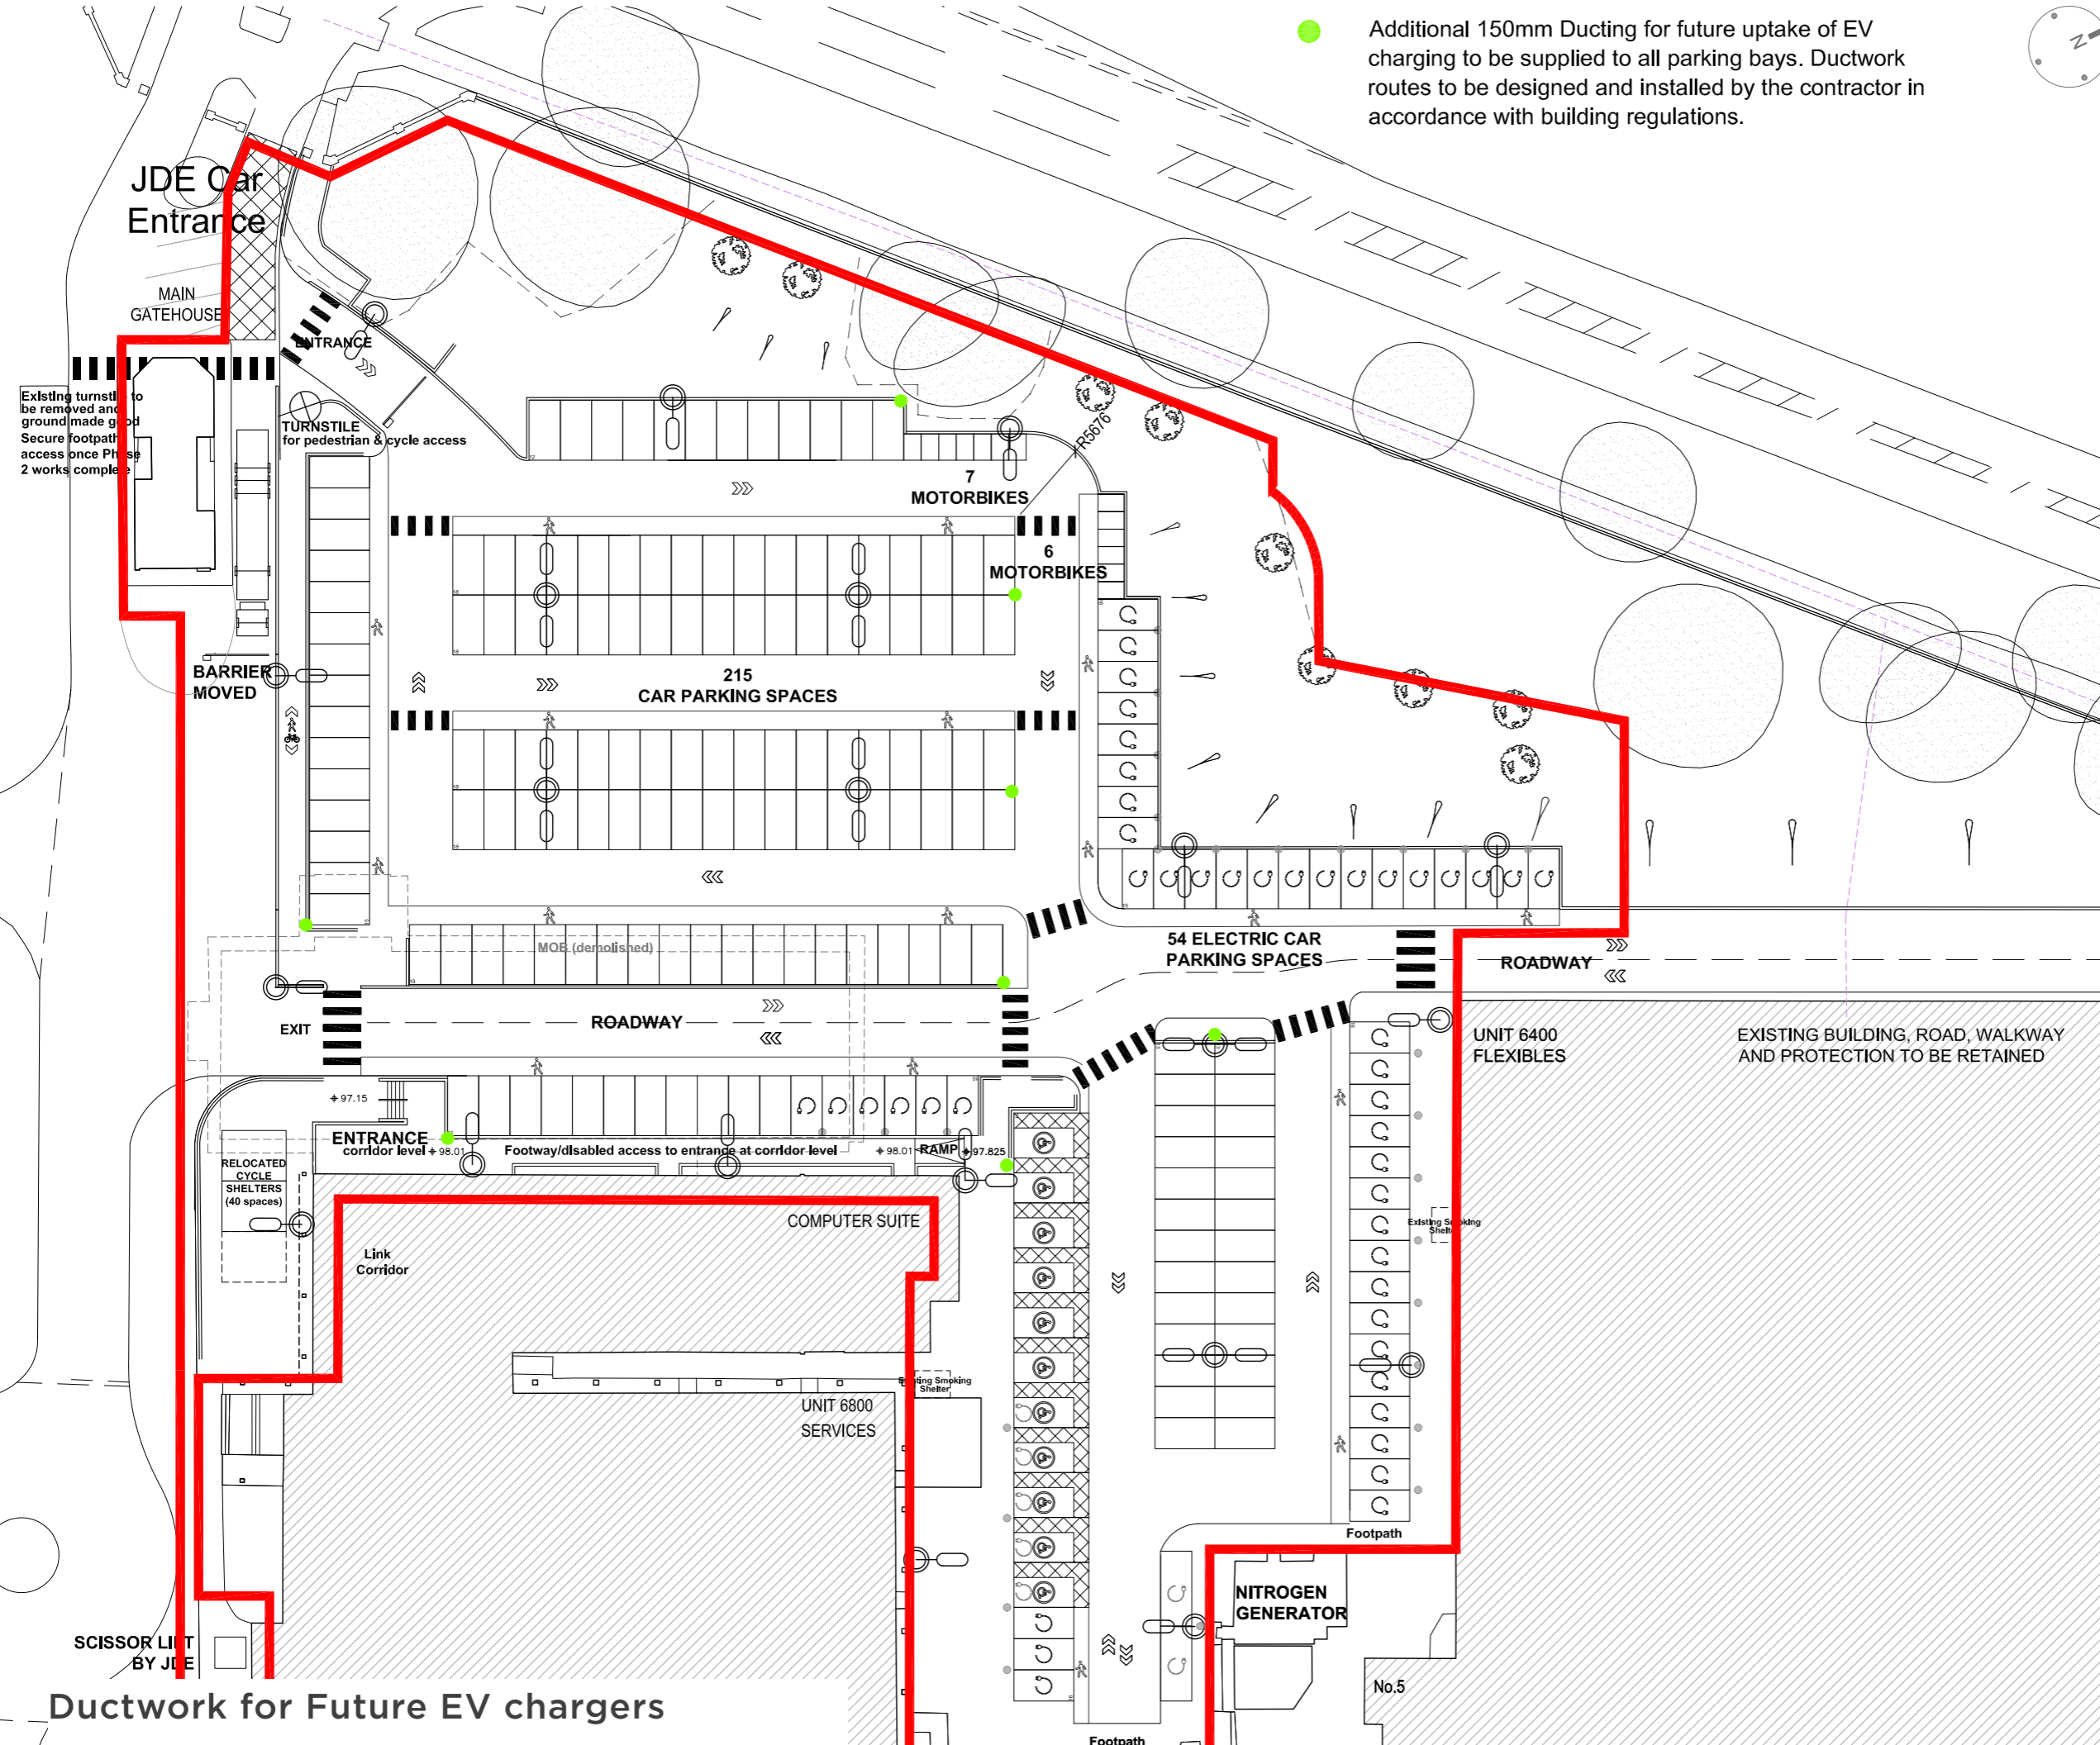 Additional 150mm Ducting for future uptake of EV
charging to be supplied to all parking bays. Ductwork
routes to be designed and installed by the contractor in
accordance with building regulations.
N
JDE Car
Entrance
MAIN
GATEHOUSE
ENTRANCE
Existing turnstile to
be removed and
ground made good
Secure footpath
access once Phase
2 works complete
TURNSTILE
for pedestrian & cycle access
R5676
7
MOTORBIKES
6
MOTORBIKES
BARRIER
MOVED
215
CAR PARKING SPACES
MOB (demolished)
54 ELECTRIC CAR
PARKING SPACES
ROADWAY
EXIT
ROADWAY
UNIT 6400
FLEXIBLES
EXISTING BUILDING, ROAD, WALKWAY
AND PROTECTION TO BE RETAINED
97.15
ENTRANCE
corridor level
98.01
Footway/disabled access to entrance at corridor level
98.01
RAMP
97.825
RELOCATED
CYCLE
SHELTERS
(40 spaces)
COMPUTER SUITE
Existing Smoking
Shelter
Link
Corridor
Existing Smoking
Shelter
UNIT 6800
SERVICES
Footpath
NITROGEN
GENERATOR
SCISSOR LIFT
BY JDE
No.5
Ductwork for Future EV chargers
Footpath